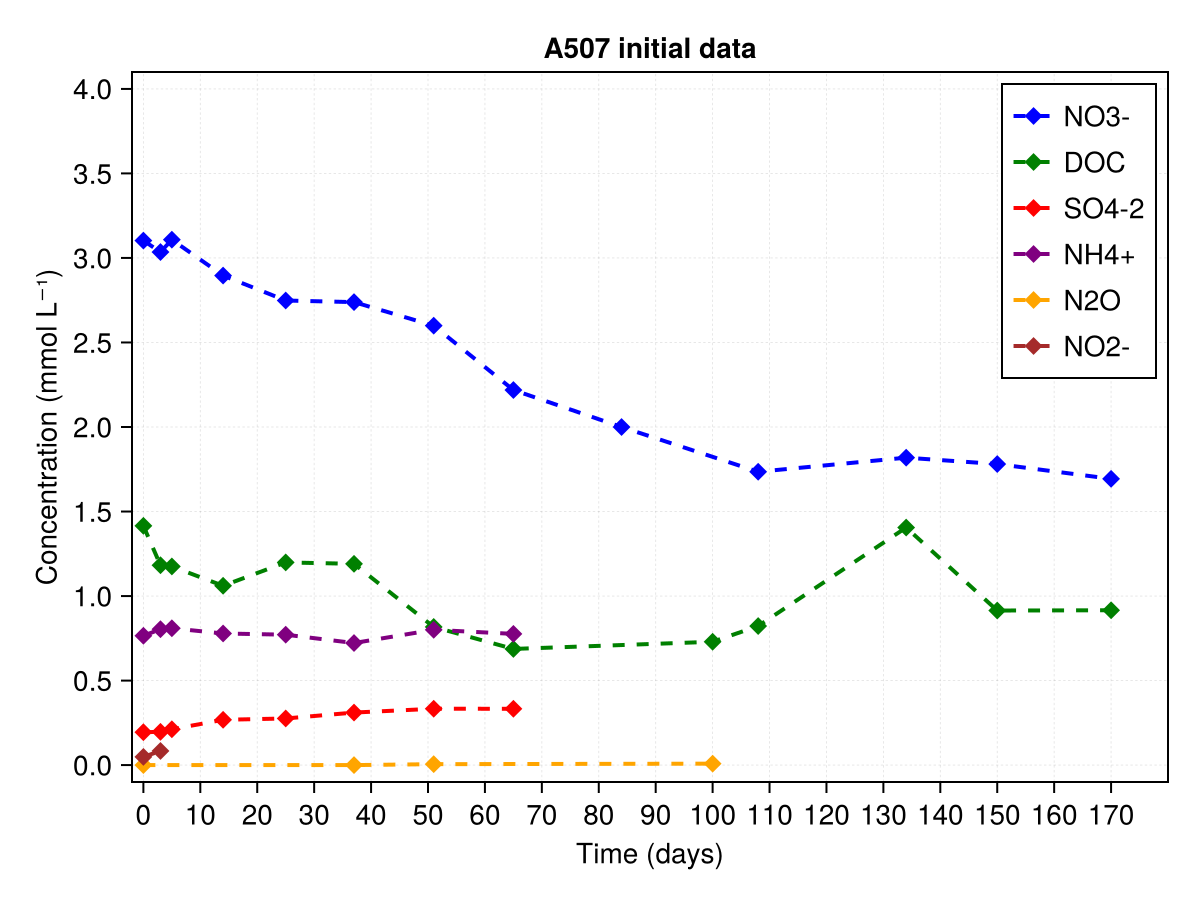 A507 initial data
4.0
3.5
3.0
2.5
2.0
1.5
1.0
0.5
0.0
Concentration (mmol L⁻¹)
NO3-
DOC
SO4-2
NH4+
N2O
NO2-
0 10 20 30 40 50 60 70 80 90 100 110 120 130 140 150 160 170
Time (days)